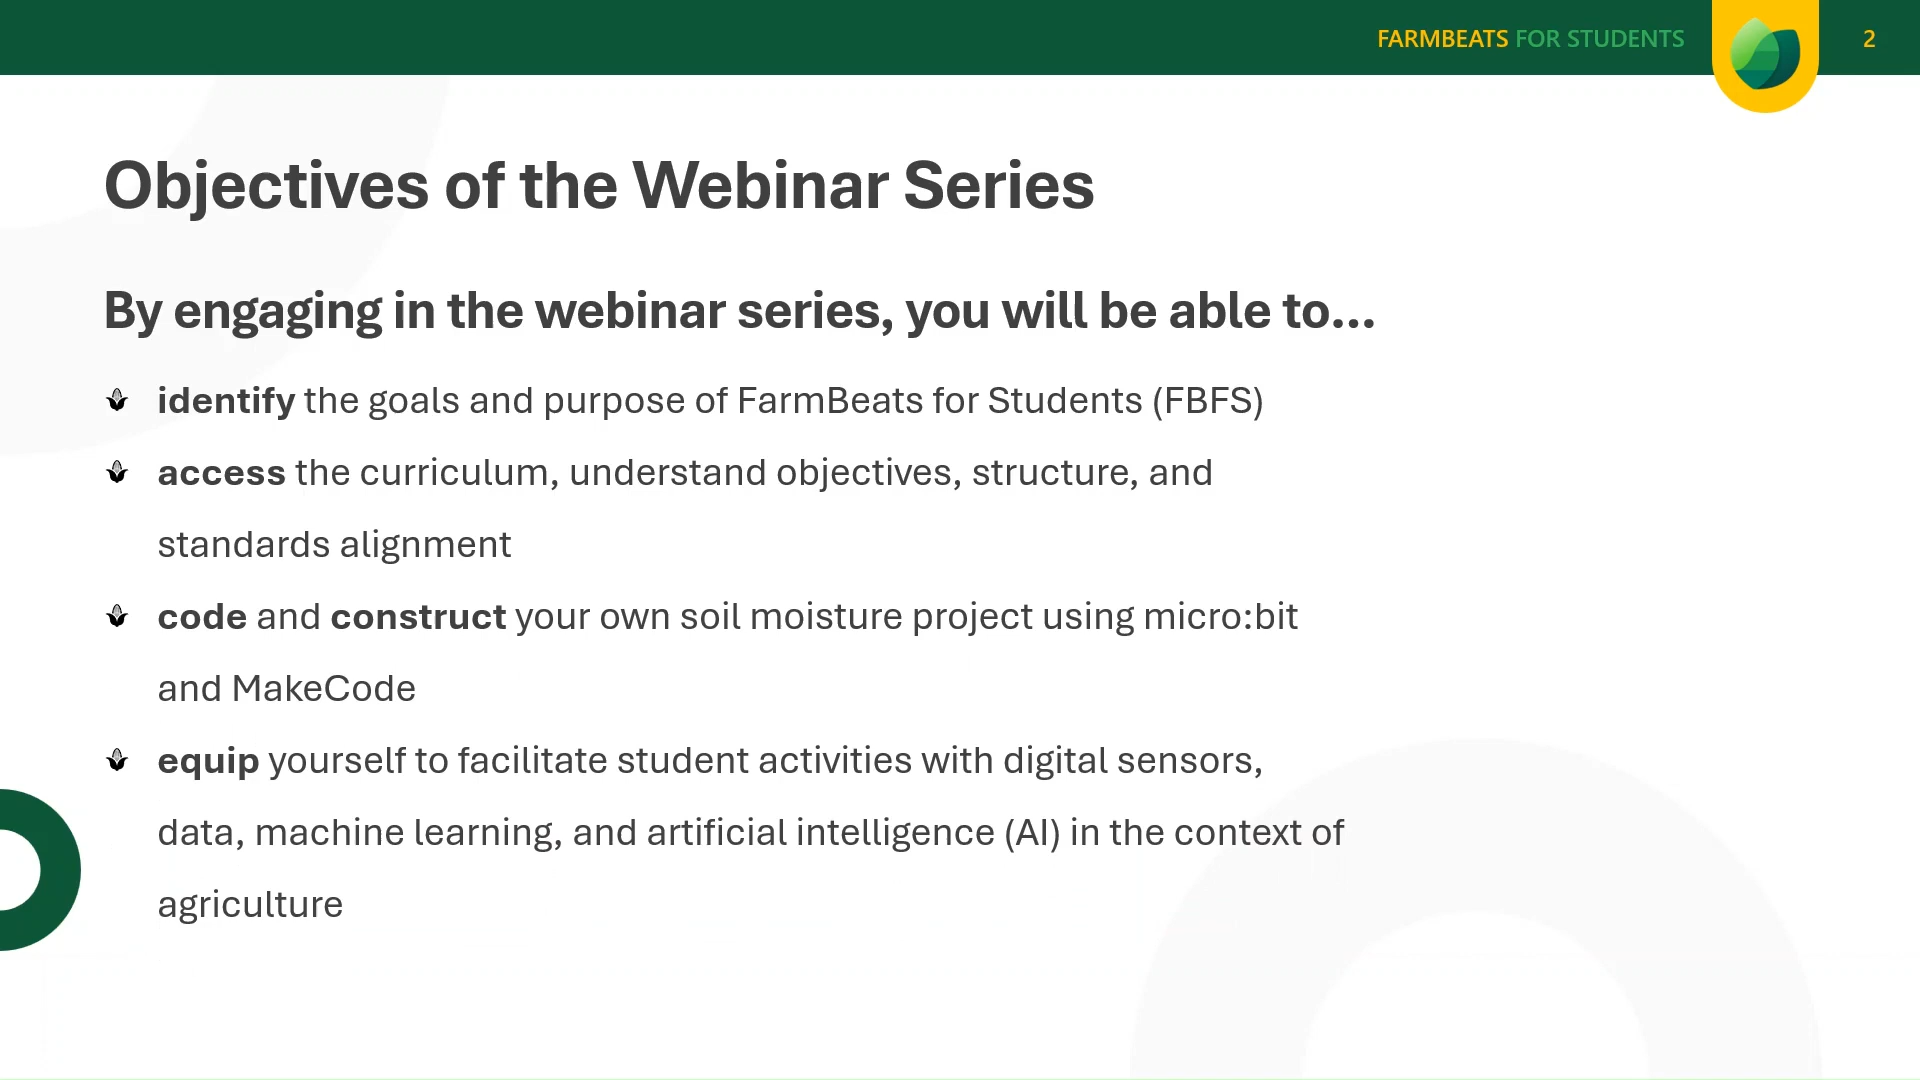 FARMBEATS FOR STUDENTS
2
Objectives of the Webinar Series
By engaging in the webinar series, you will be able to...
identify the goals and purpose of FarmBeats for Students (FBFS)
access the curriculum, understand objectives, structure, and
standards alignment
code and construct your own soil moisture project using micro:bit
and MakeCode
equip yourself to facilitate student activities with digital sensors,
data, machine learning, and artificial intelligence (AI) in the context of
agriculture